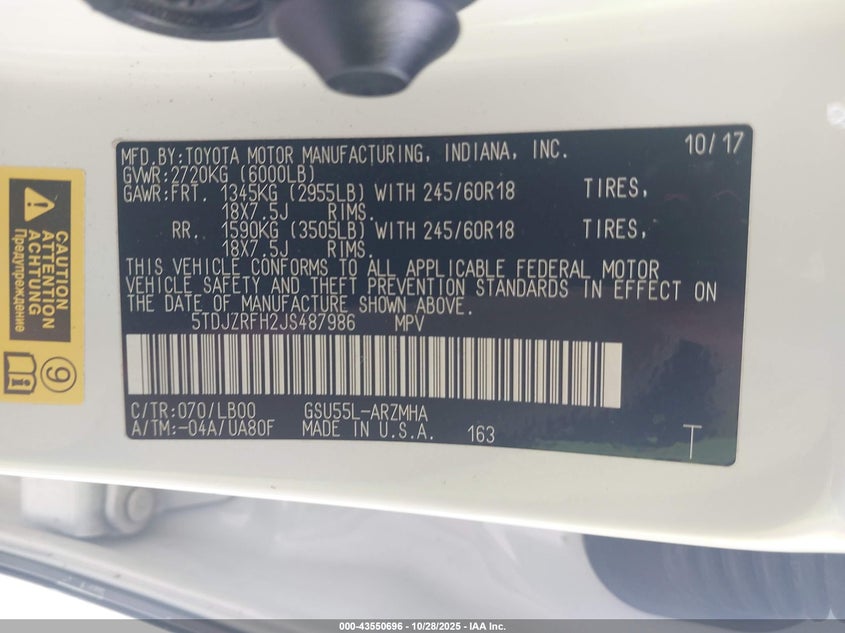 MFD.BY:TOYOTA MOTOR MANUFACTURING, INDIANA, INC. 10/17
GVWR:2720KG (6000LB)
GAWR:FRT. 1345KG (2955LB) WITH 245/60R18 TIRES,
18X7.5J RIMS.
RR. 1590KG (3505LB) WITH 245/60R18 TIRES,
18X7.5J RIMS.
THIS VEHICLE CONFORMS TO ALL APPLICABLE FEDERAL MOTOR
VEHICLE SAFETY AND THEFT PREVENTION STANDARDS IN EFFECT ON
THE DATE OF MANUFACTURE SHOWN ABOVE.
5TDJZRFH2JS487986 MPV
C/TR:070/LB00 GSU55L-ARZMHA
A/TM:-04A/UA80F MADE IN U.S.A. 163 T
CAUTION
ATTENTION
ACHTUNG
Предупреждение
9
000-43550696 - 10/28/2025 - IAA Inc.